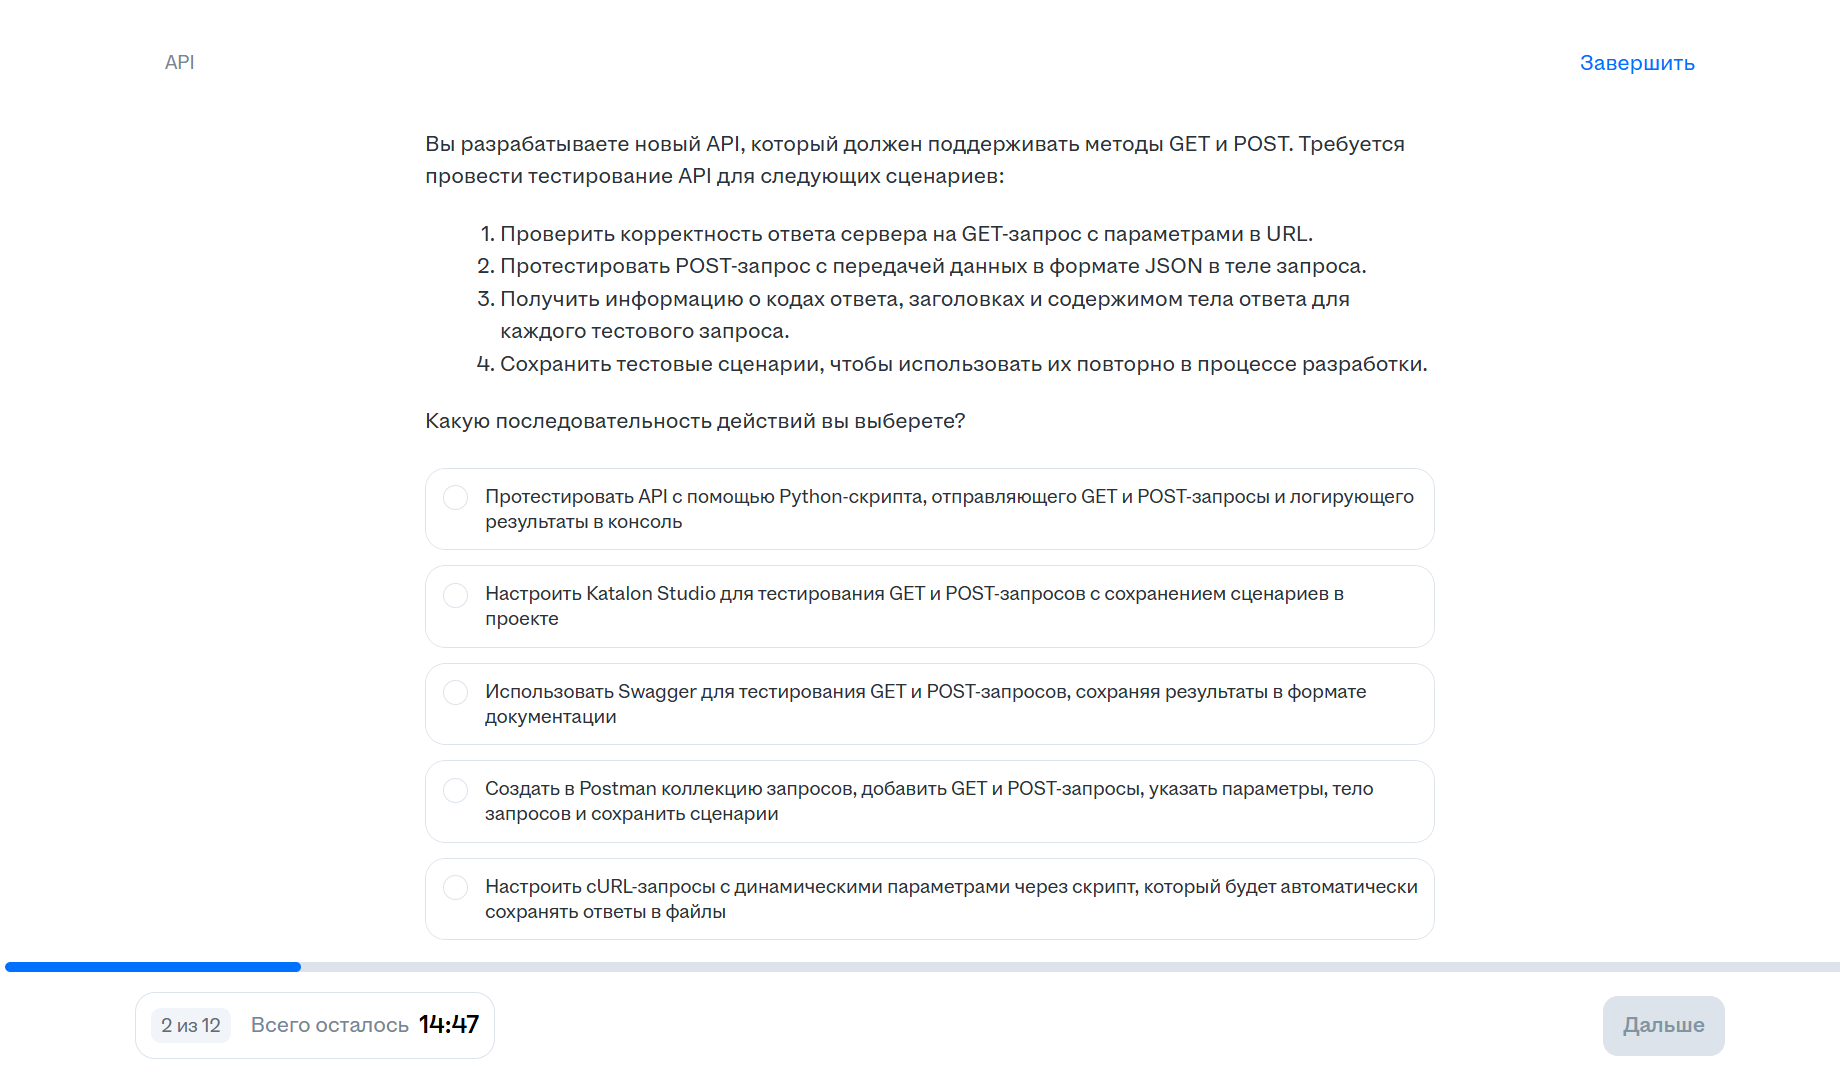 API
Завершить
Вы разрабатываете новый API, который должен поддерживать методы GET и POST. Требуется
провести тестирование API для следующих сценариев:
1. Проверить корректность ответа сервера на GET-запрос с параметрами в URL.
2. Протестировать POST-запрос с передачей данных в формате JSON в теле запроса.
3. Получить информацию о кодах ответа, заголовках и содержимом тела ответа для
каждого тестового запроса.
4. Сохранить тестовые сценарии, чтобы использовать их повторно в процессе разработки.
Какую последовательность действий вы выберете?
Протестировать API с помощью Python-скрипта, отправляющего GET и POST-запросы и логирующего
результаты в консоль
Настроить Katalon Studio для тестирования GET и POST-запросов с сохранением сценариев в
проекте
Использовать Swagger для тестирования GET и POST-запросов, сохраняя результаты в формате
документации
Создать в Postman коллекцию запросов, добавить GET и POST-запросы, указать параметры, тело
запросов и сохранить сценарии
Настроить cURL-запросы с динамическими параметрами через скрипт, который будет автоматически
сохранять ответы в файлы
2 из 12
Всего осталось 14:47
Дальше